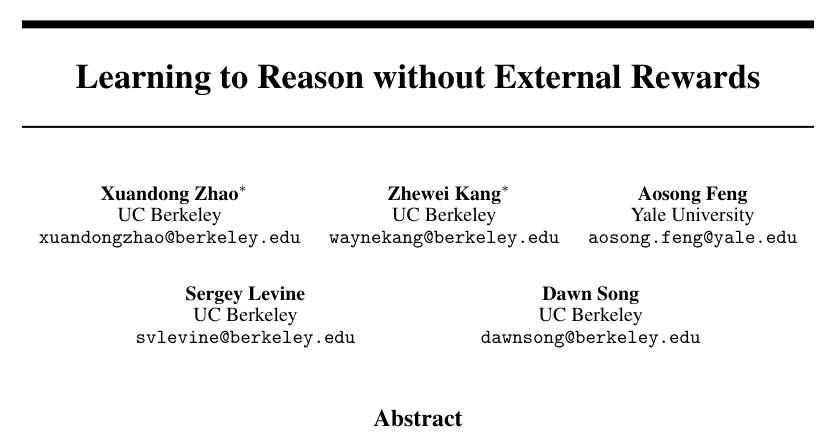 Learning to Reason without External Rewards
Xuandong Zhao* Zhewei Kang* Aosong Feng
UC Berkeley UC Berkeley Yale University
xuandongzhao@berkeley.edu waynekang@berkeley.edu aosong.feng@yale.edu
Sergey Levine Dawn Song
UC Berkeley UC Berkeley
svlevine@berkeley.edu dawnsong@berkeley.edu
Abstract